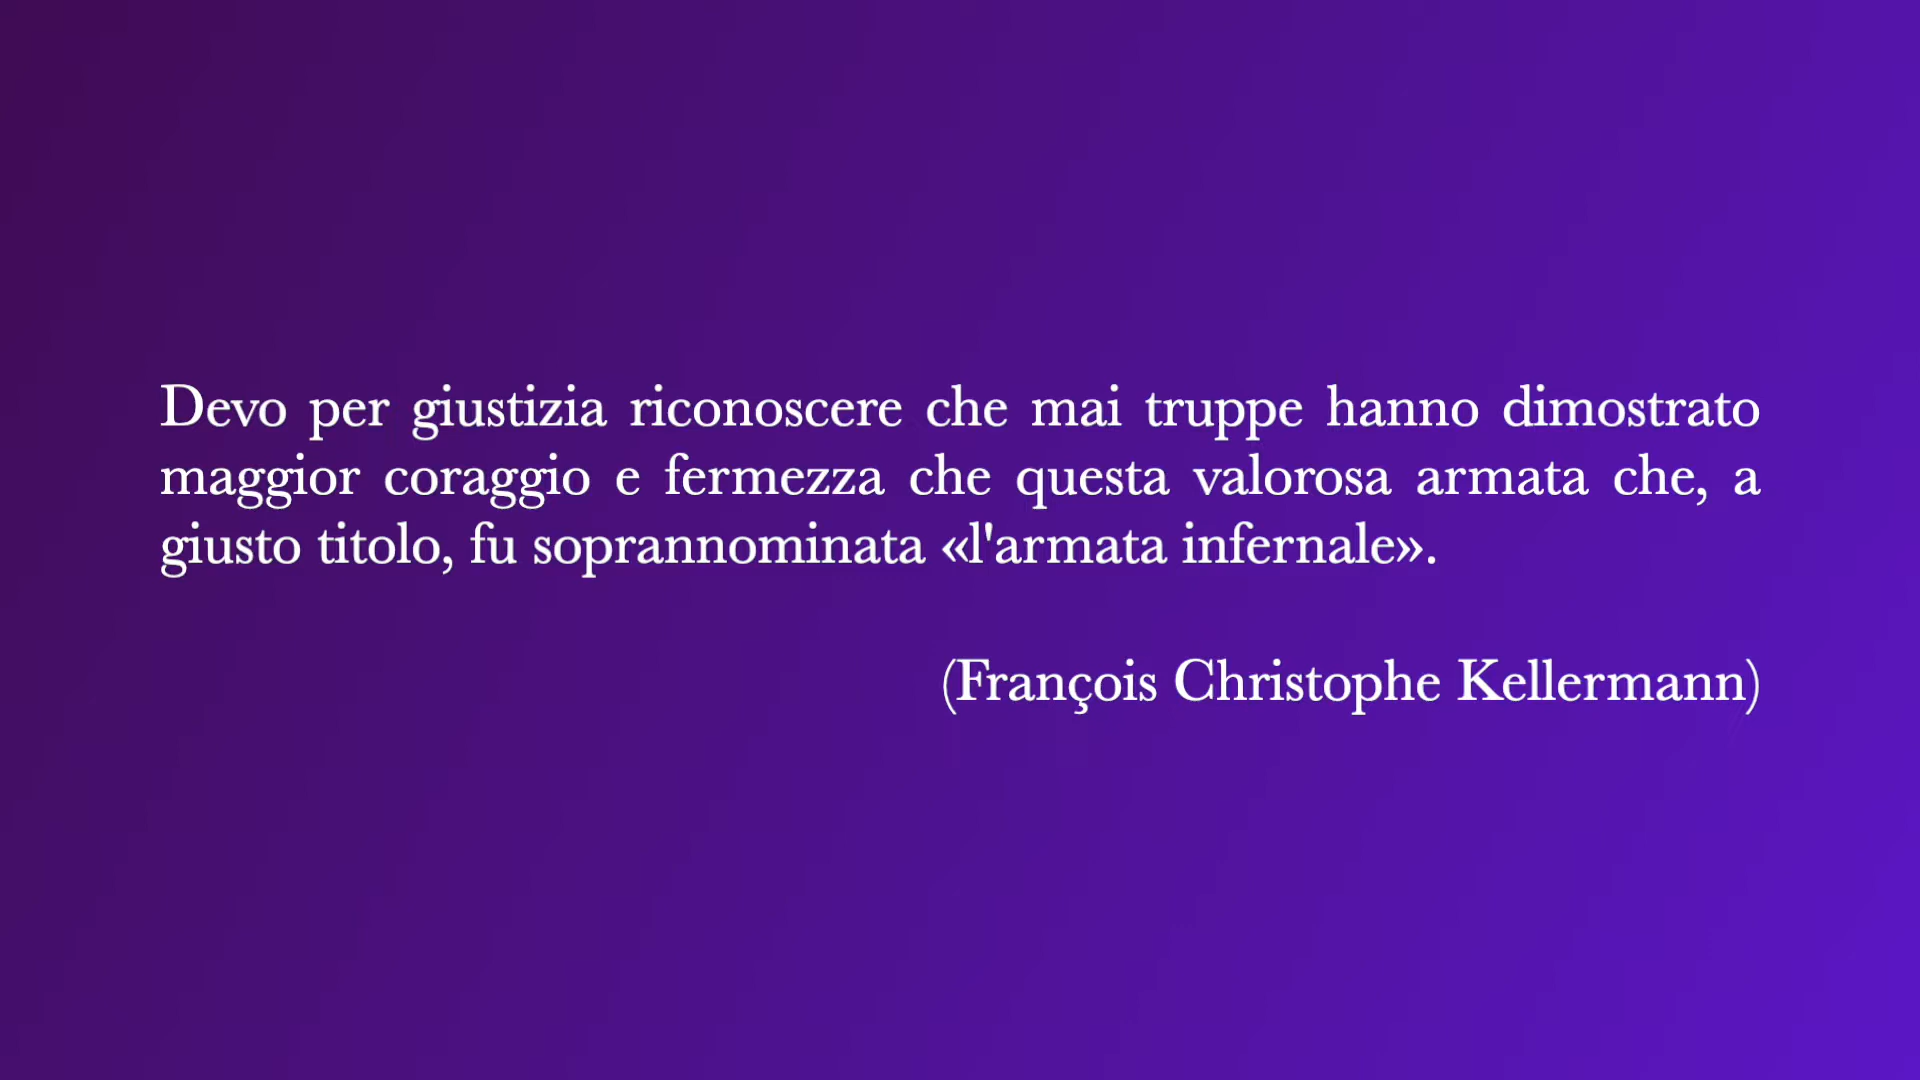 Devo per giustizia riconoscere che mai truppe hanno dimostrato
maggior coraggio e fermezza che questa valorosa armata che, a
giusto titolo, fu soprannominata «l'armata infernale».
(François Christophe Kellermann)